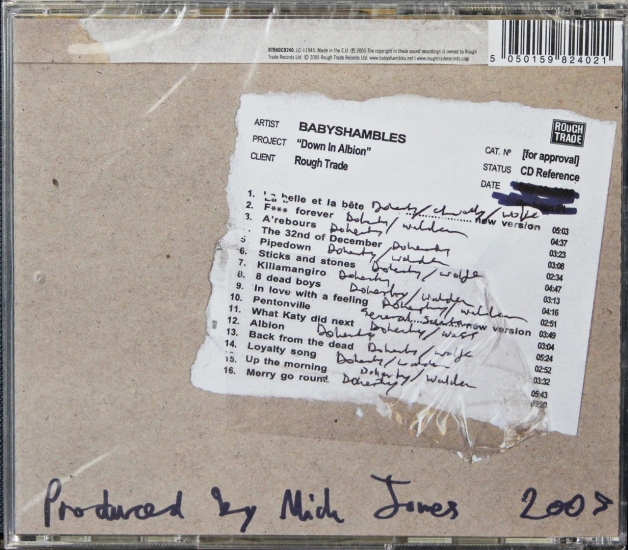 RTRADCD240. LC-11945. Made in the E.U. ℗ 2005 The copyright in these sound recordings is owned by Rough
Trade Records Ltd. © 2005 Rough Trade Records Ltd. www.babyshambles.net | www.roughtraderecords.com
5 050159 824021
ARTIST BABYSHAMBLES
PROJECT "Down In Albion"
CLIENT Rough Trade
ROUGH TRADE
CAT. Nº [for approval]
STATUS CD Reference
DATE
1. La belle et la bête Doherty/chevalley/wolfe 05:03
2. F*** forever Doherty/walden new version 04:37
3. A'rebours Doherty/walden 03:23
4. The 32nd of December Doherty 03:08
5 Pipedown Doherty/walden 02:34
6. Sticks and stones Doherty/wolfe 04:47
7. Killamangiro Doherty 03:13
8. 8 dead boys Doherty/walden 04:16
9. In love with a feeling Doherty/walden 02:51
10. Pentonville General new version 03:49
11. What Katy did next Doherty/west 03:04
12. Albion Doherty 05:24
13. Back from the dead Doherty/wolfe 02:52
14. Loyalty song Doherty/walden 03:32
15. Up the morning Doherty/walden 05:43
16. Merry go round Doherty
Produced by Mick Jones 2005